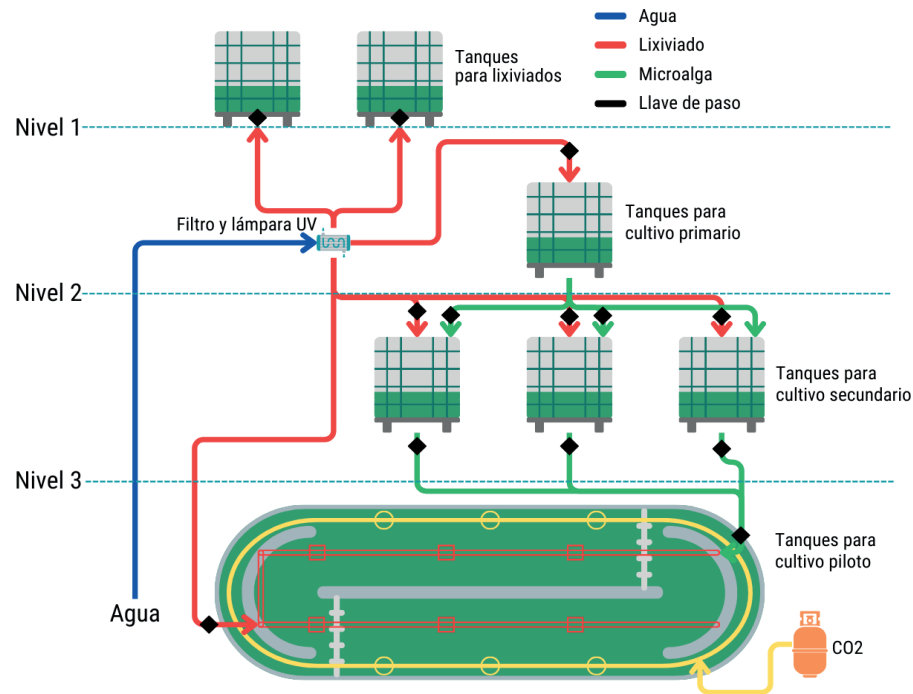 Agua
Lixiviado
Microalga
Llave de paso
Tanques
para lixiviados
Nivel 1
Filtro y lámpara UV
Tanques para
cultivo primario
Nivel 2
Tanques para
cultivo secundario
Nivel 3
Tanques para
cultivo piloto
Agua
CO2